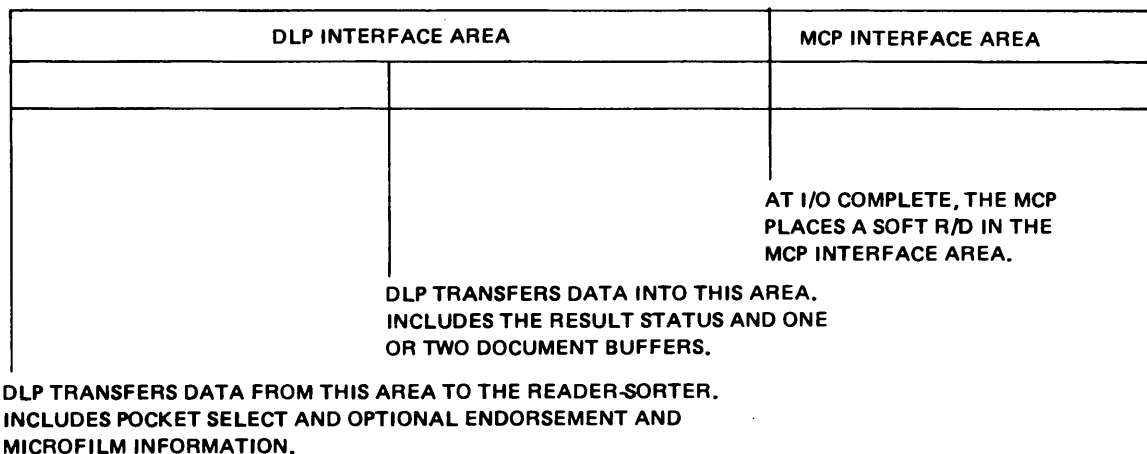 DLP INTERFACE AREA
MCP INTERFACE AREA
AT I/O COMPLETE, THE MCP
PLACES A SOFT R/D IN THE
MCP INTERFACE AREA.
DLP TRANSFERS DATA INTO THIS AREA.
INCLUDES THE RESULT STATUS AND ONE
OR TWO DOCUMENT BUFFERS.
DLP TRANSFERS DATA FROM THIS AREA TO THE READER-SORTER.
INCLUDES POCKET SELECT AND OPTIONAL ENDORSEMENT AND
MICROFILM INFORMATION.